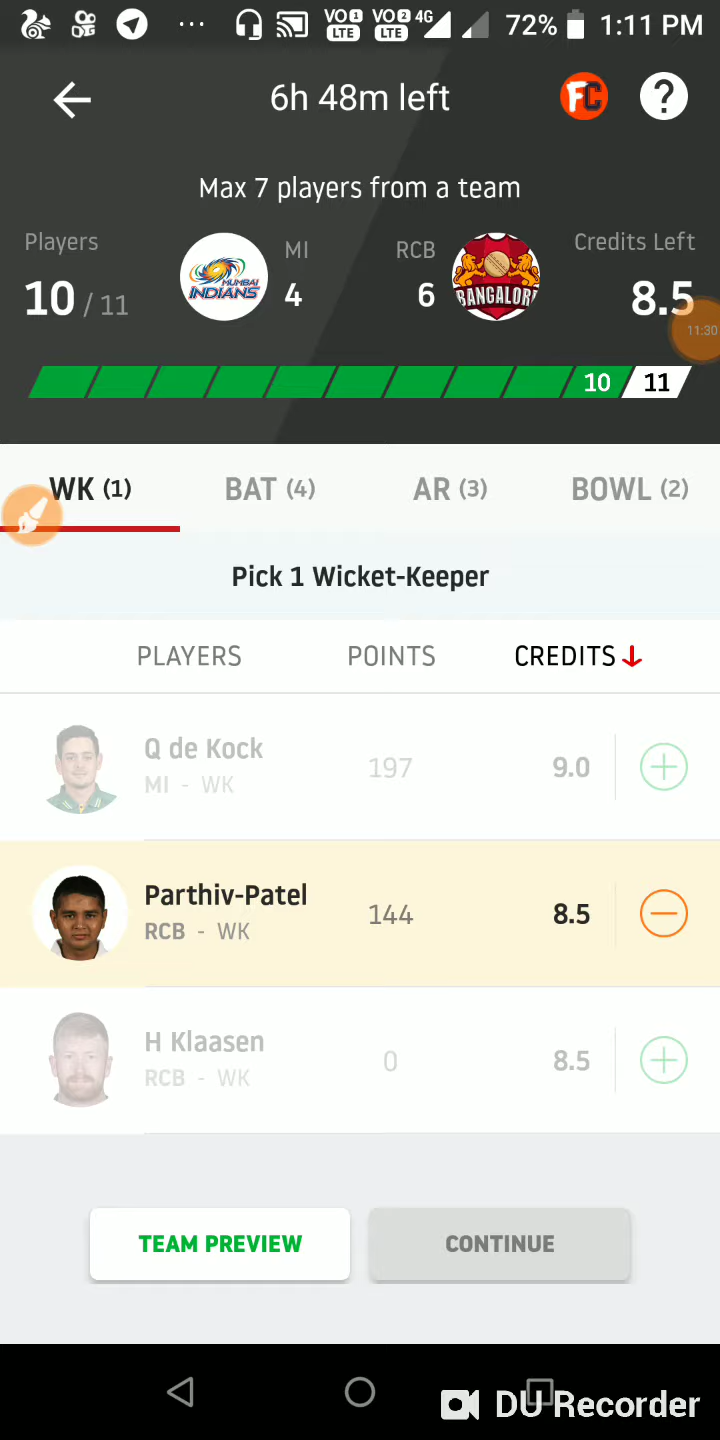 VO 1 LTE VO 2 LTE 4G 72% 1:11 PM
6h 48m left
FC
?
Max 7 players from a team
Players
10 / 11
MUMBAI INDIANS
MI
4
RCB
6
BANGALOR
Credits Left
8.5
11:30
10 11
WK (1) BAT (4) AR (3) BOWL (2)
Pick 1 Wicket-Keeper
PLAYERS POINTS CREDITS
Q de Kock
MI - WK
197
9.0
Parthiv-Patel
RCB - WK
144
8.5
H Klaasen
RCB - WK
0
8.5
TEAM PREVIEW CONTINUE
DU Recorder